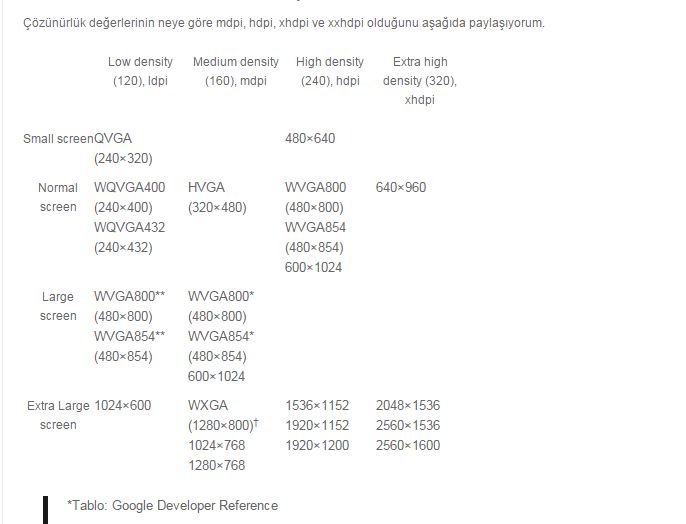 Çözünürlük değerlerinin neye göre mdpi, hdpi, xhdpi ve xxhdpi olduğunu aşağıda paylaşıyorum.
Low density Medium density High density Extra high
(120), ldpi (160), mdpi (240), hdpi density (320),
xhdpi
Small screen QVGA 480×640
(240×320)
Normal WQVGA400 HVGA WVGA800 640×960
screen (240×400) (320×480) (480×800)
WQVGA432 WVGA854
(240×432) (480×854)
600×1024
Large WVGA800** WVGA800*
screen (480×800) (480×800)
WVGA854** WVGA854*
(480×854) (480×854)
600×1024
Extra Large 1024×600 WXGA 1536×1152 2048×1536
screen (1280×800)† 1920×1152 2560×1536
1024×768 1920×1200 2560×1600
1280×768
*Tablo: Google Developer Reference